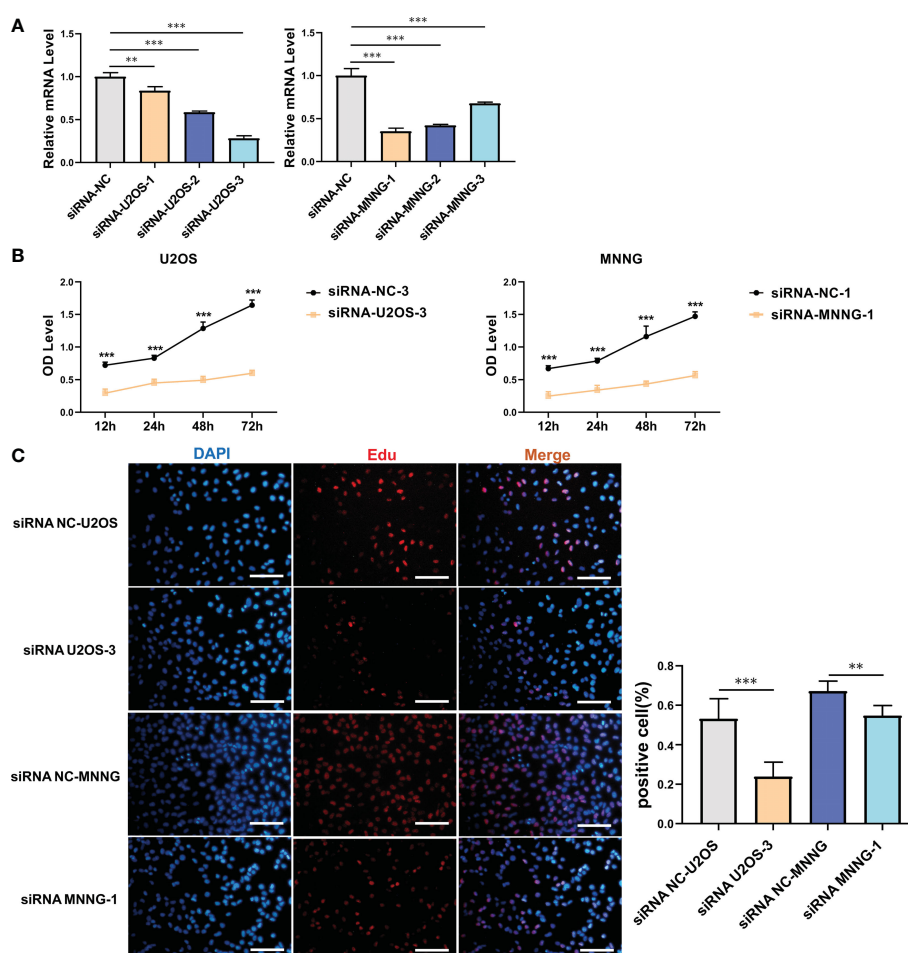 A
Relative mRNA Level
1.5
1.0
0.5
0.0
***
***
**
siRNA-NC
siRNA-U2OS-1
siRNA-U2OS-2
siRNA-U2OS-3
Relative mRNA Level
1.5
1.0
0.5
0.0
***
***
***
siRNA-NC
siRNA-MNNG-1
siRNA-MNNG-2
siRNA-MNNG-3
B
U2OS
OD Level
2.0
1.5
1.0
0.5
0.0
***
***
***
***
12h 24h 48h 72h
siRNA-NC-3
siRNA-U2OS-3
MNNG
OD Level
2.0
1.5
1.0
0.5
0.0
***
***
***
***
12h 24h 48h 72h
siRNA-NC-1
siRNA-MNNG-1
C
DAPI Edu Merge
siRNA NC-U2OS
siRNA U2OS-3
siRNA NC-MNNG
siRNA MNNG-1
positive cell(%)
0.8
0.6
0.4
0.2
0.0
***
**
siRNA NC-U2OS
siRNA U2OS-3
siRNA NC-MNNG
siRNA MNNG-1